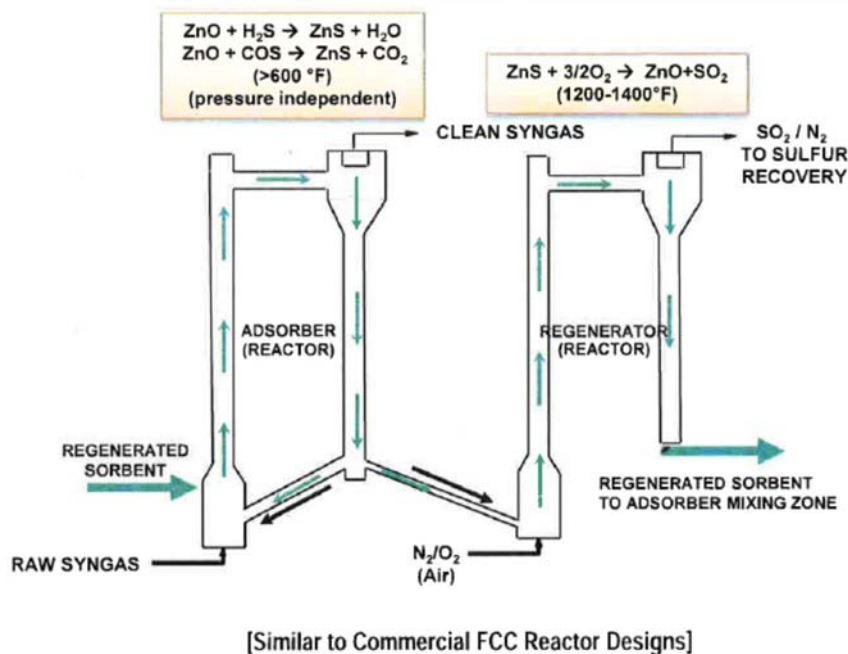 ZnO + H₂S → ZnS + H₂O
ZnO + COS → ZnS + CO₂
(>600 °F)
(pressure independent)
ZnS + 3/2O₂ → ZnO+SO₂
(1200-1400°F)
CLEAN SYNGAS
SO₂ / N₂
TO SULFUR
RECOVERY
ADSORBER
(REACTOR)
REGENERATOR
(REACTOR)
REGENERATED
SORBENT
REGENERATED SORBENT
TO ADSORBER MIXING ZONE
RAW SYNGAS
N₂/O₂
(Air)
[Similar to Commercial FCC Reactor Designs]